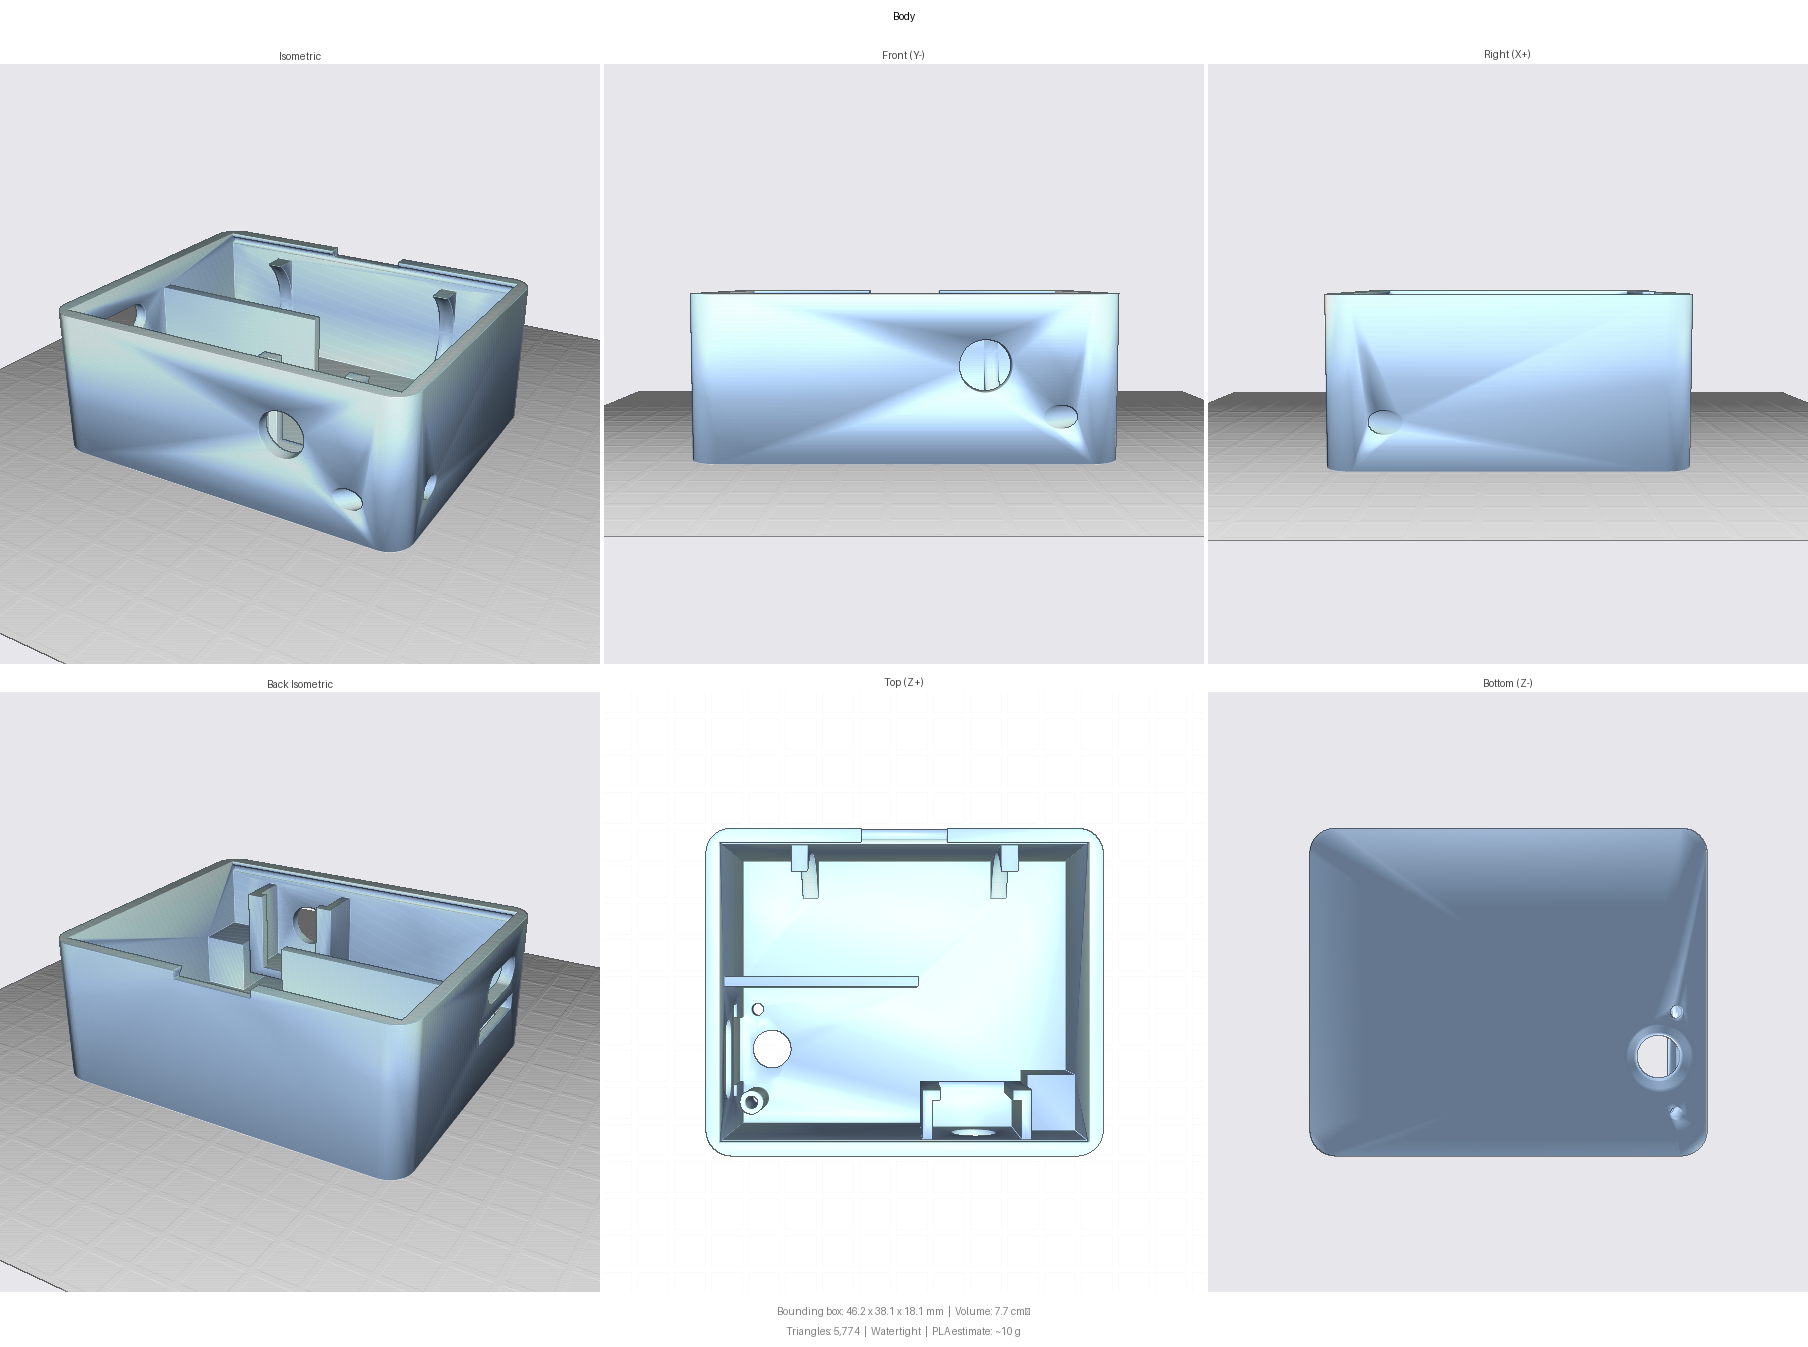 Body
Isometric
Front (Y-)
Right (X+)
Back Isometric
Top (Z+)
Bottom (Z-)
Bounding box: 46.2 x 38.1 x 18.1 mm | Volume: 7.7 cm
Triangles: 5,774 | Watertight | PLA estimate: ~10 g